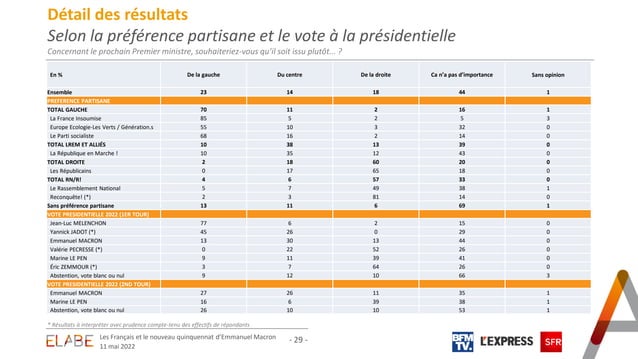 Détail des résultats
Selon la préférence partisane et le vote à la présidentielle
Concernant le prochain Premier ministre, souhaiteriez-vous qu'il soit issu plutôt... ?
En % De la gauche Du centre De la droite Ca n'a pas d'importance Sans opinion
Ensemble 23 14 18 44 1
PREFERENCE PARTISANE
TOTAL GAUCHE 70 11 2 16 1
La France Insoumise 85 5 2 5 3
Europe Ecologie-Les Verts / Génération.s 55 10 3 32 0
Le Parti socialiste 68 16 2 14 0
TOTAL LREM ET ALLIÉS 10 38 13 39 0
La République en Marche ! 10 35 12 43 0
TOTAL DROITE 2 18 60 20 0
Les Républicains 0 17 65 18 0
TOTAL RN/R! 4 6 57 33 0
Le Rassemblement National 5 7 49 38 1
Reconquête! (*) 2 3 81 14 0
Sans préférence partisane 13 11 6 69 1
VOTE PRESIDENTIELLE 2022 (1ER TOUR)
Jean-Luc MELENCHON 77 6 2 15 0
Yannick JADOT (*) 45 26 0 29 0
Emmanuel MACRON 13 30 13 44 0
Valérie PECRESSE (*) 0 22 52 26 0
Marine LE PEN 9 11 39 41 0
Éric ZEMMOUR (*) 3 7 64 26 0
Abstention, vote blanc ou nul 9 12 10 66 3
VOTE PRESIDENTIELLE 2022 (2ND TOUR)
Emmanuel MACRON 27 26 11 35 1
Marine LE PEN 16 6 39 38 1
Abstention, vote blanc ou nul 26 10 10 53 1
* Résultats à interpréter avec prudence compte-tenu des effectifs de répondants
ELABE Les Français et le nouveau quinquennat d'Emmanuel Macron
11 mai 2022
- 29 -
BFM TV. L'EXPRESS SFR